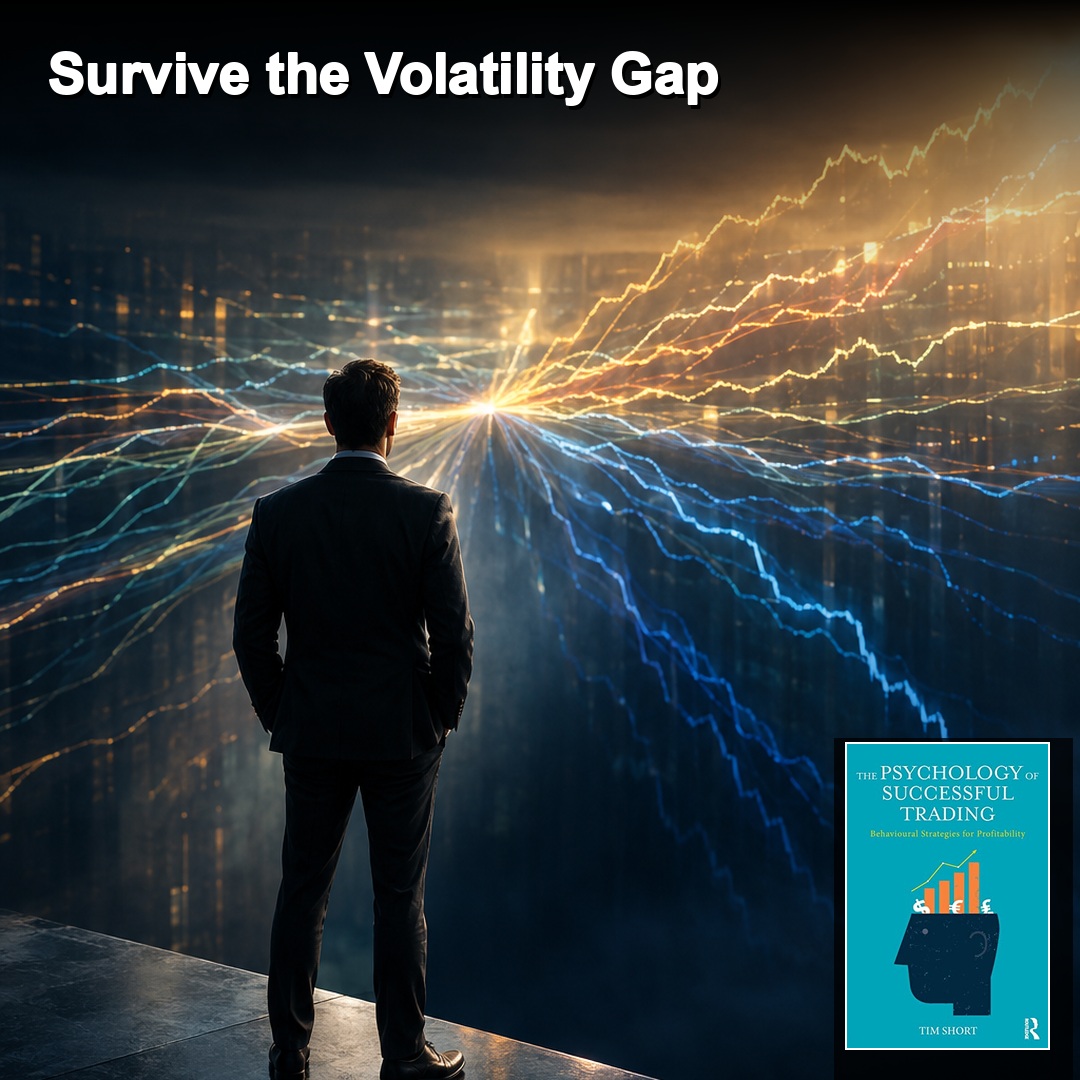 Survive the Volatility Gap
THE PSYCHOLOGY OF
SUCCESSFUL
TRADING
Behavioural Strategies for Profitability
$ € £
TIM SHORT
R